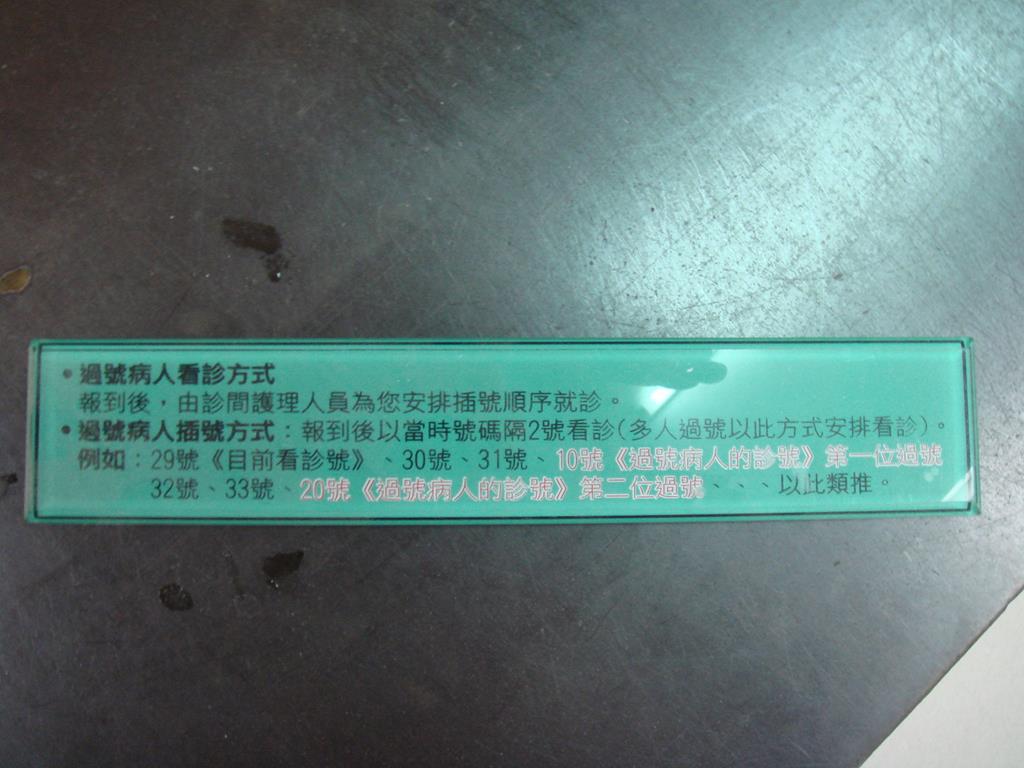 •過號病人看診方式
報到後，由診間護理人員為您安排插號順序就診。
•過號病人插號方式：報到後以當時號碼隔2號看診(多人過號以此方式安排看診)。
例如：29號《目前看診號》、30號、31號、10號《過號病人的診號》第一位過號
32號、33號、20號《過號病人的診號》第二位過號、、、以此類推。